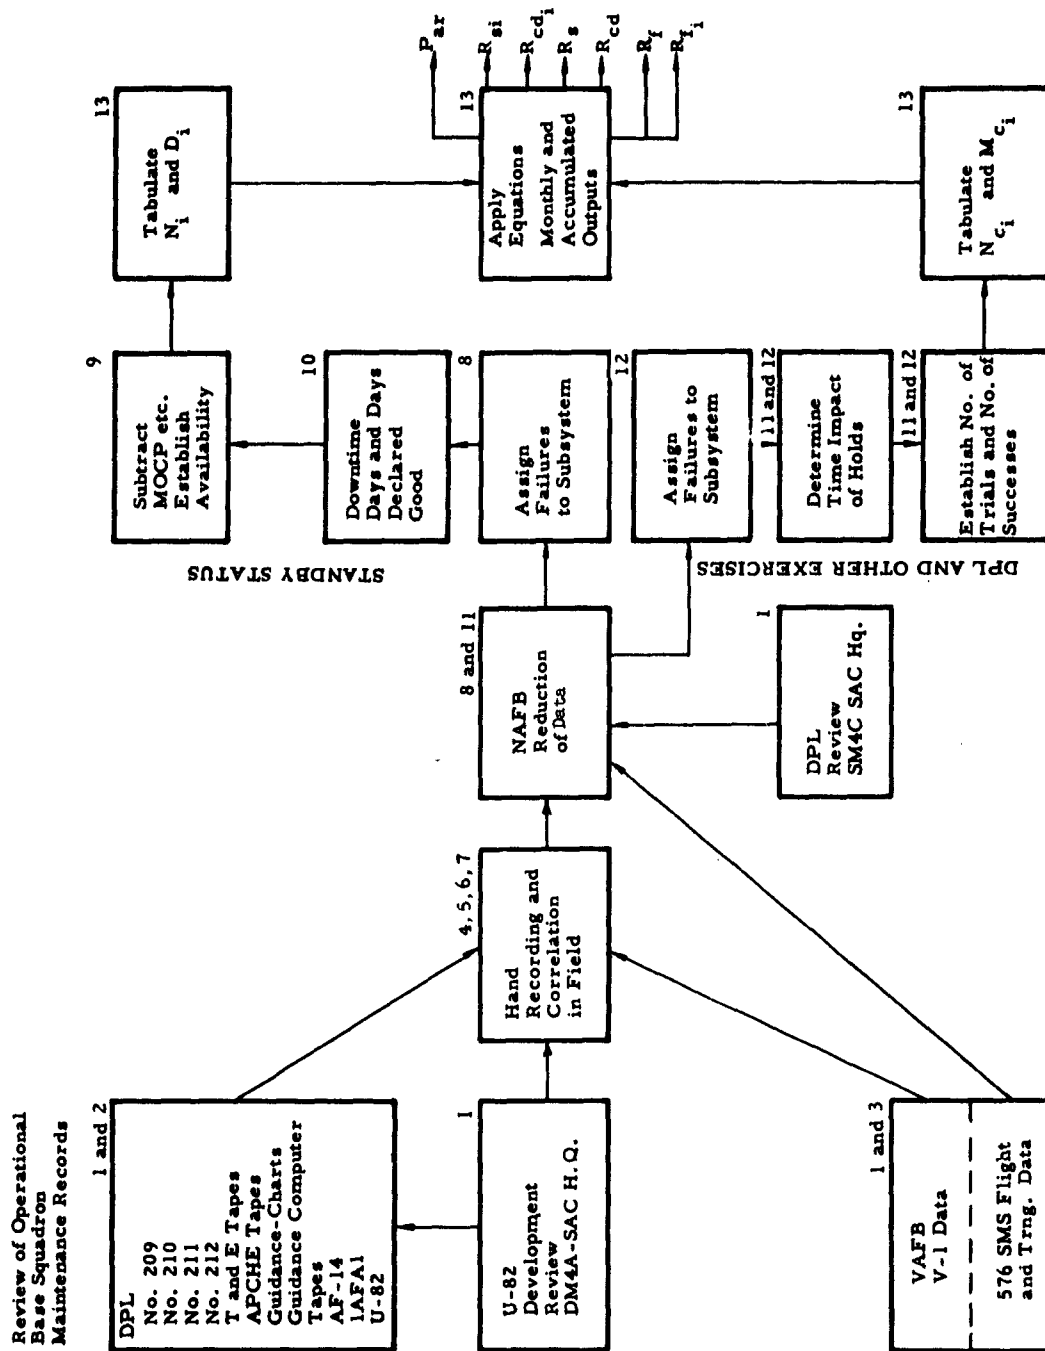 Review of Operational
Base Squadron
Maintenance Records
1 and 2
DPL
No. 209
No. 210
No. 211
No. 212
T and E Tapes
APCHE Tapes
Guidance-Charts
Guidance Computer
Tapes
AF-14
1AFA1
U-82
1
U-82
Development
Review
DM4A-SAC H.Q.
1 and 3
VAFB
V-1 Data
576 SMS Flight
and Trng. Data
4, 5, 6, 7
Hand
Recording and
Correlation
in Field
8 and 11
NAFB
Reduction
of Data
1
DPL
Review
SM4C SAC Hq.
STANDBY STATUS
9
Subtract
MOCP etc.
Establish
Availability
10
Downtime
Days and Days
Declared
Good
8
Assign
Failures
to Subsystem
DPL AND OTHER EXERCISES
12
Assign
Failures to
Subsystem
11 and 12
Determine
Time Impact
of Holds
11 and 12
Establish No. of
Trials and No. of
Successes
13
Tabulate
N_i and D_i
13
Apply
Equations
Monthly and
Accumulated
Outputs
13
Tabulate
N_c_i and M_c_i
P_ar
R_si
R_cd_i
R_s
R_cd
R_f
R_f_i